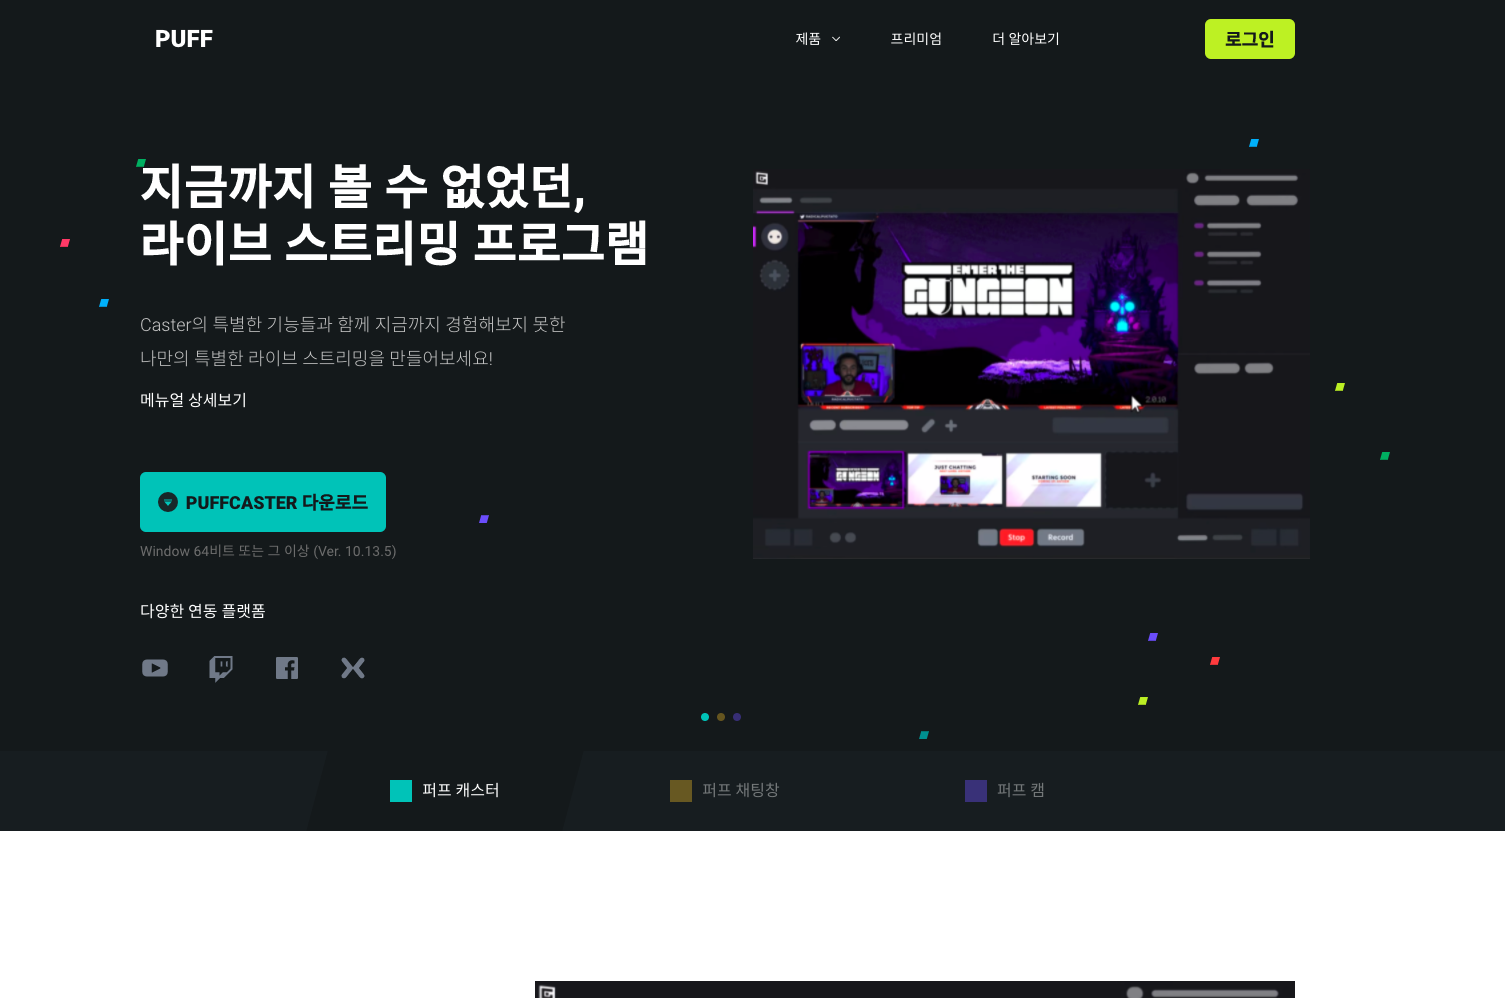 PUFF
제품
프리미엄
더 알아보기
로그인
지금까지 볼 수 없었던,
라이브 스트리밍 프로그램
Caster의 특별한 기능들과 함께 지금까지 경험해보지 못한
나만의 특별한 라이브 스트리밍을 만들어보세요!
메뉴얼 상세보기
PUFFCASTER 다운로드
Window 64비트 또는 그 이상 (Ver. 10.13.5)
다양한 연동 플랫폼
ENTER THE
GUNGEON
2:0:10
JUST CHATTING
STARTING SOON
Stop
Record
퍼프 캐스터
퍼프 채팅창
퍼프 캠